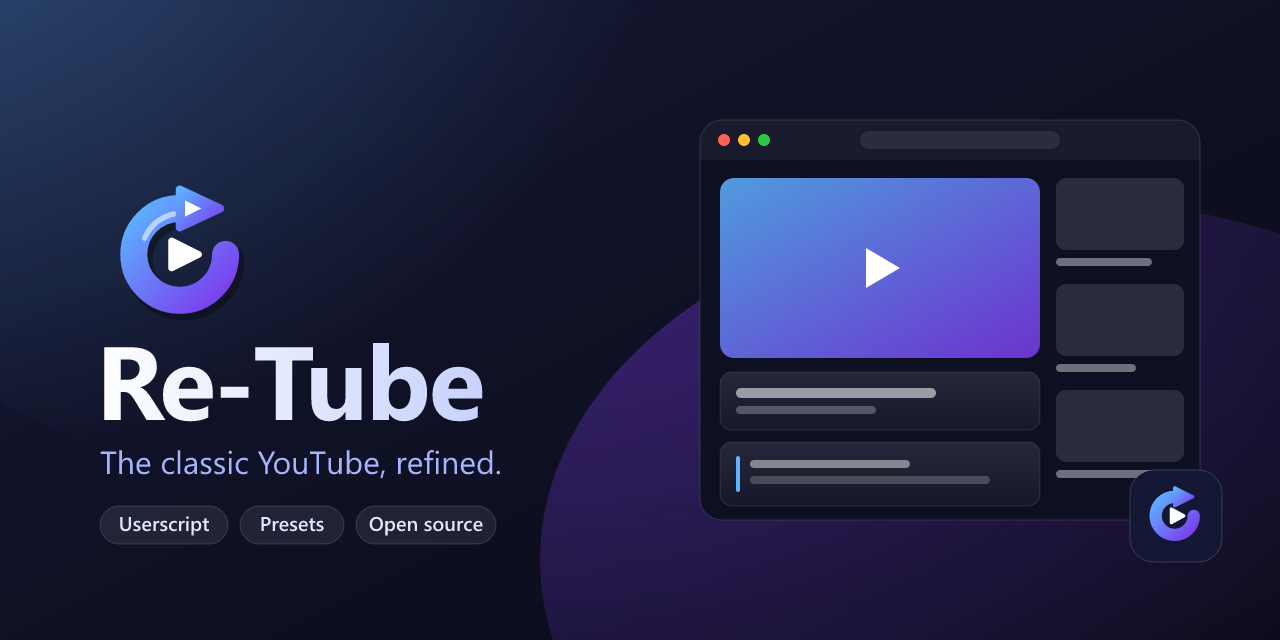 Re-Tube
The classic YouTube, refined.
Userscript
Presets
Open source